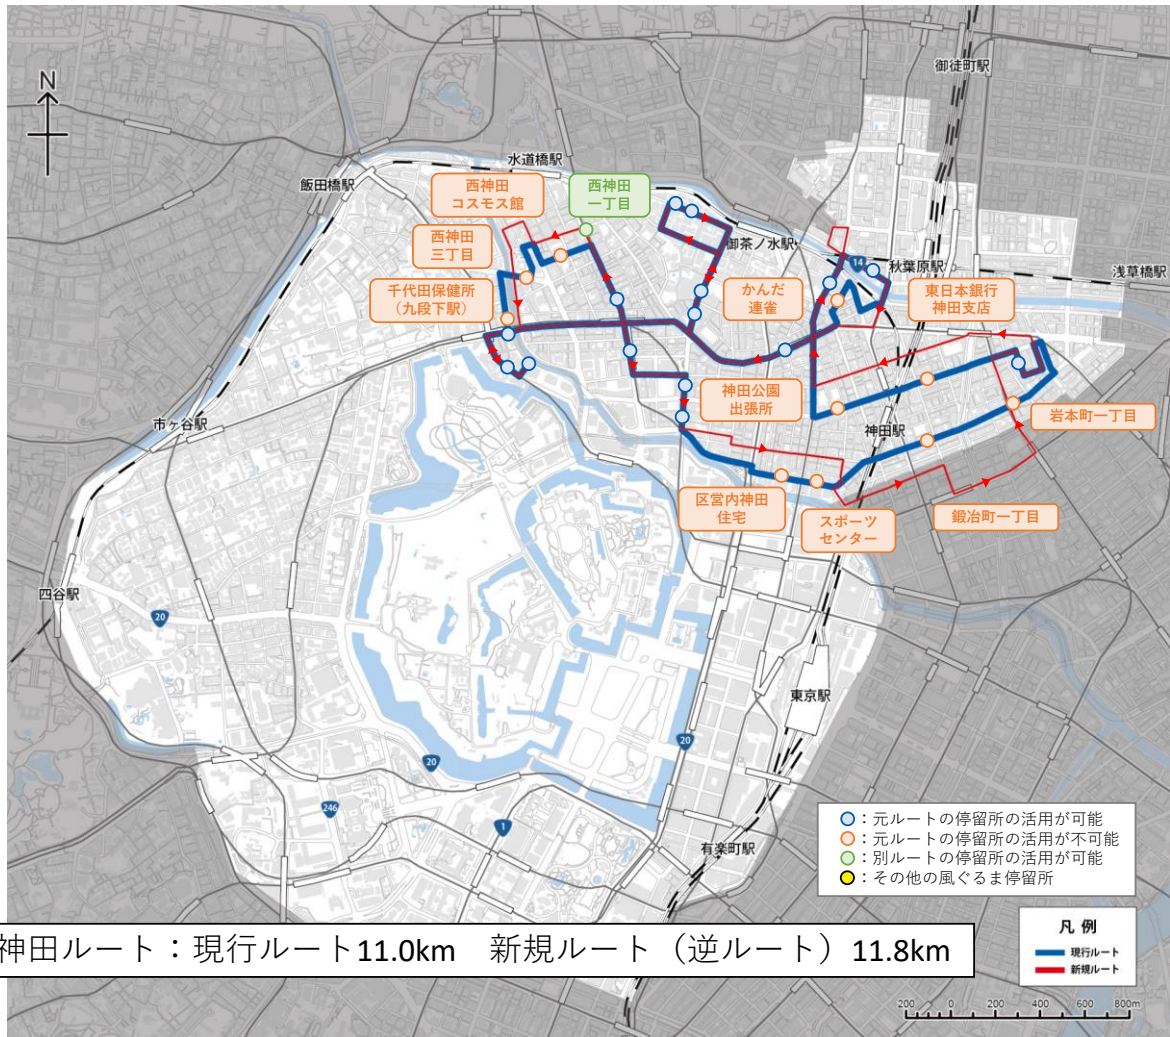 N
御徒町駅
水道橋駅
飯田橋駅
西神田
コスモス館
西神田
一丁目
西神田
三丁目
御茶ノ水駅
14
秋葉原駅
浅草橋駅
千代田保健所
（九段下駅）
かんだ
連雀
東日本銀行
神田支店
神田公園
出張所
市ヶ谷駅
神田駅
岩本町一丁目
区営内神田
住宅
スポーツ
センター
鍛冶町一丁目
四谷駅
20
東京駅
20
20
246
1
有楽町駅
：元ルートの停留所の活用が可能
：元ルートの停留所の活用が不可能
：別ルートの停留所の活用が可能
：その他の風ぐるま停留所
神田ルート：現行ルート11.0km　新規ルート（逆ルート）11.8km
凡 例
現行ルート
新規ルート
200 0 200 400 600 800m